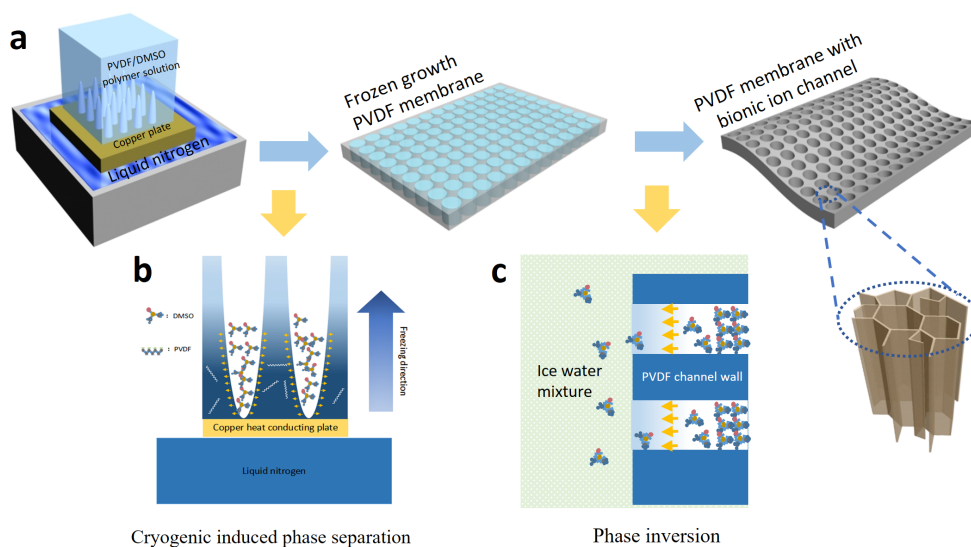 a
PVDF/DMSO
polymer solution
Copper plate
Liquid nitrogen
Frozen growth
PVDF membrane
PVDF membrane with
bionic ion channel
b
: DMSO
: PVDF
Freezing direction
Copper heat conducting plate
Liquid nitrogen
Cryogenic induced phase separation
c
Ice water
mixture
PVDF channel wall
Phase inversion